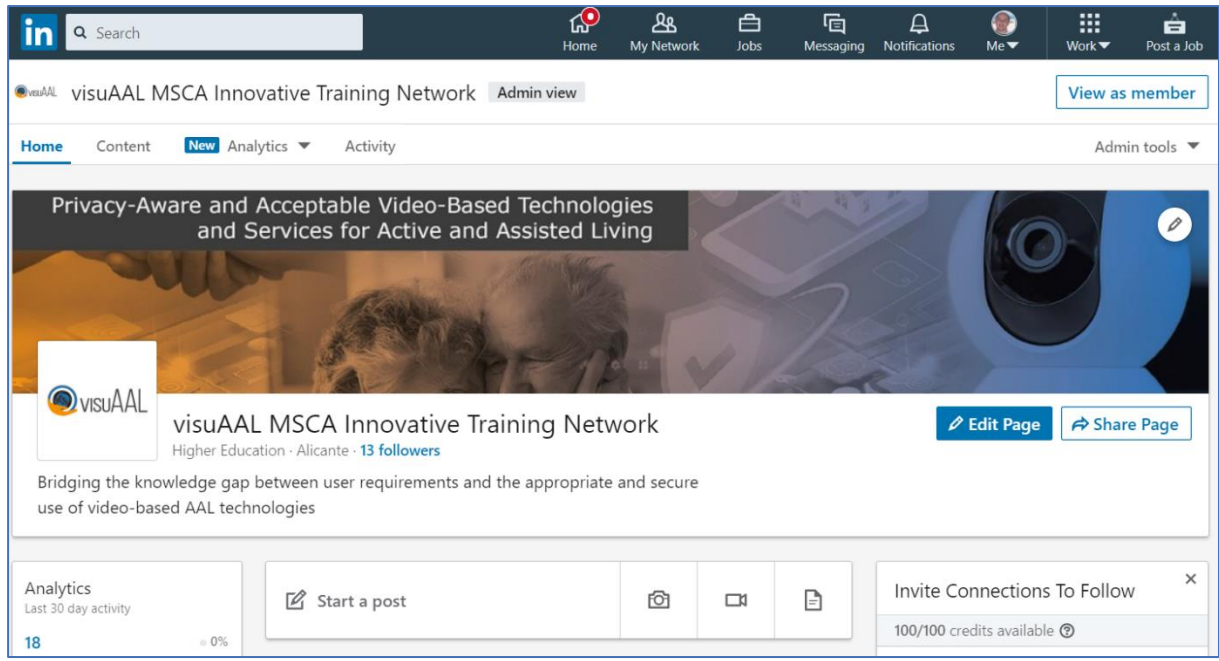 in Search
Home My Network Jobs Messaging Notifications Me Work Post a Job
visuAAL visuAAL MSCA Innovative Training Network Admin view View as member
Home Content New Analytics Activity Admin tools
Privacy-Aware and Acceptable Video-Based Technologies
and Services for Active and Assisted Living
visuAAL
visuAAL MSCA Innovative Training Network Edit Page Share Page
Higher Education · Alicante · 13 followers
Bridging the knowledge gap between user requirements and the appropriate and secure
use of video-based AAL technologies
Analytics
Last 30 day activity
18 0%
Start a post
Invite Connections To Follow
100/100 credits available